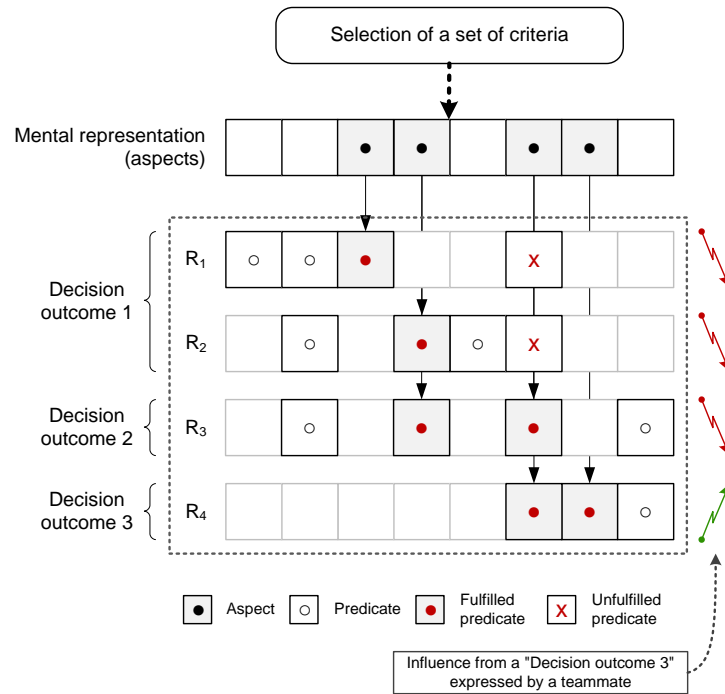 Selection of a set of criteria
Mental representation
(aspects)
Decision
outcome 1
R1
x
R2
x
Decision
outcome 2
R3
Decision
outcome 3
R4
Aspect
Predicate
Fulfilled
predicate
x
Unfulfilled
predicate
Influence from a "Decision outcome 3"
expressed by a teammate